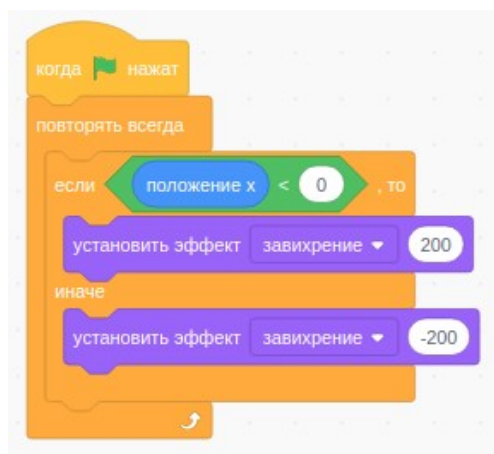 когда нажат
повторять всегда
если положение x < 0 , то
установить эффект завихрение 200
иначе
установить эффект завихрение -200